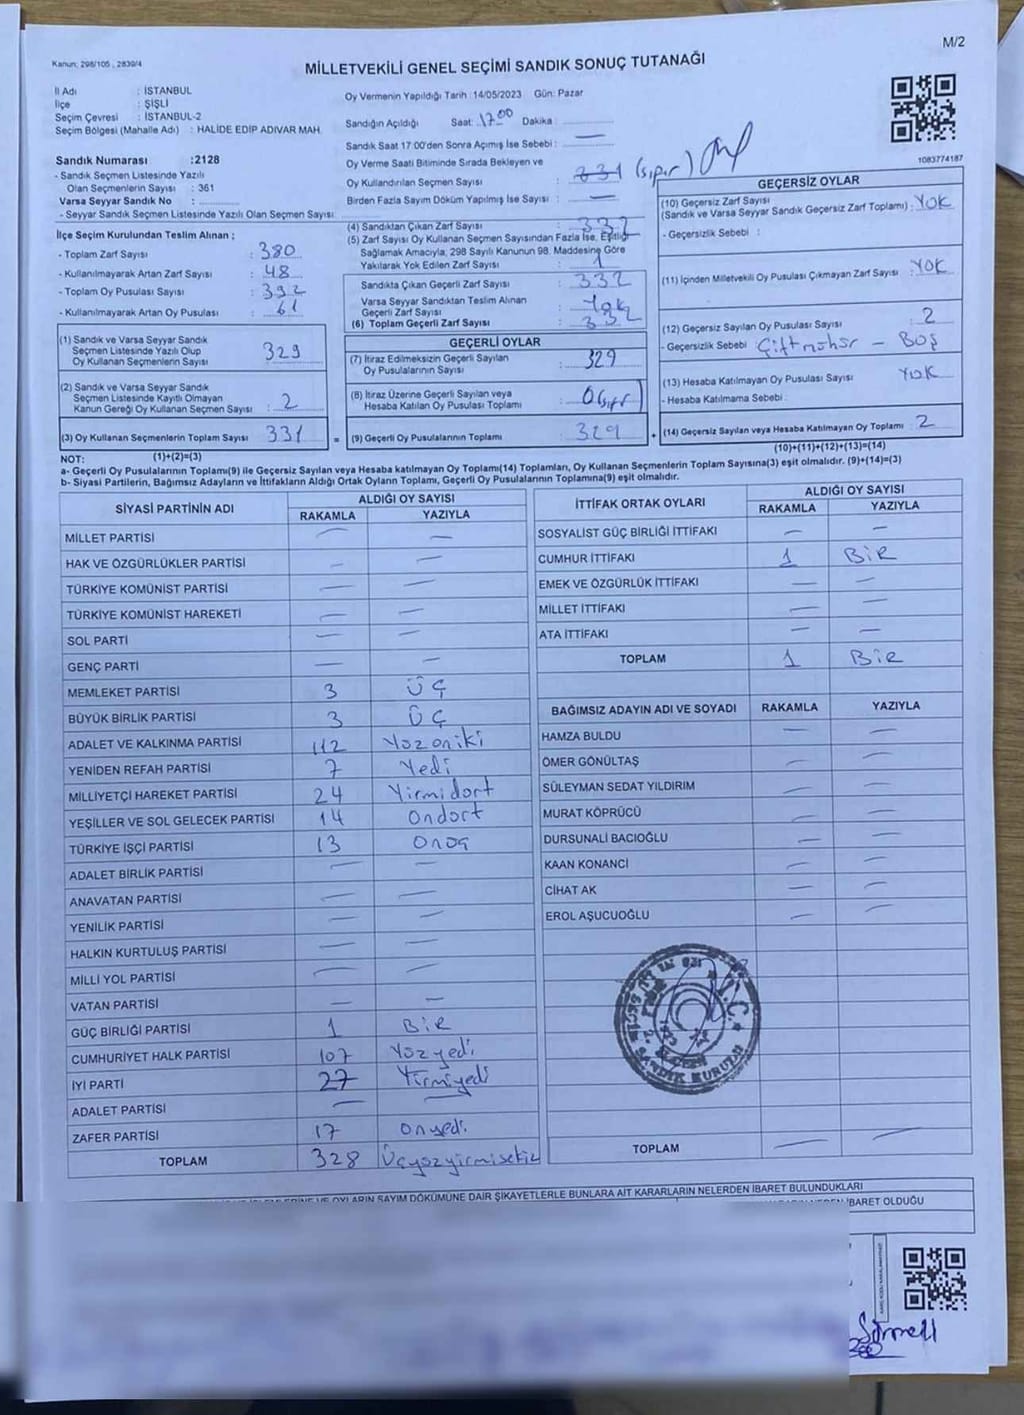 M/2
Kanun: 298/105 , 2839/4
MİLLETVEKİLİ GENEL SEÇİMİ SANDIK SONUÇ TUTANAĞI
İl Adı : İSTANBUL
İlçe : ŞİŞLİ
Seçim Çevresi : İSTANBUL-2
Seçim Bölgesi (Mahalle Adı) : HALİDE EDİP ADIVAR MAH.
Sandık Numarası :2128
- Sandık Seçmen Listesinde Yazılı
Olan Seçmenlerin Sayısı : 361
Varsa Seyyar Sandık No :
- Seyyar Sandık Seçmen Listesinde Yazılı Olan Seçmen Sayısı:
Oy Vermenin Yapıldığı Tarih :14/05/2023 Gün: Pazar
Sandığın Açıldığı Saat: 17.00 Dakika :
Sandık Saat 17:00'den Sonra Açımış İse Sebebi : —
Oy Verme Saati Bitiminde Sırada Bekleyen ve
Oy Kullandırılan Seçmen Sayısı : 331 (sıfır)
Birden Fazla Sayım Döküm Yapılmış İse Sayısı : —
1083774187
İlçe Seçim Kurulundan Teslim Alınan ;
- Toplam Zarf Sayısı : 380
- Kullanılmayarak Artan Zarf Sayısı : 48
- Toplam Oy Pusulası Sayısı : 392
- Kullanılmayarak Artan Oy Pusulası : 61
(4) Sandıktan Çıkan Zarf Sayısı : 332
(5) Zarf Sayısı Oy Kullanan Seçmen Sayısından Fazla İse, Eşitliği
Sağlamak Amacıyla, 298 Sayılı Kanunun 98. Maddesine Göre
Yakılarak Yok Edilen Zarf Sayısı : 1
Sandıkta Çıkan Geçerli Zarf Sayısı : 332
Varsa Seyyar Sandıktan Teslim Alınan
Geçerli Zarf Sayısı : Yok
(6) Toplam Geçerli Zarf Sayısı : 332
GEÇERSİZ OYLAR
(10) Geçersiz Zarf Sayısı
(Sandık ve Varsa Seyyar Sandık Geçersiz Zarf Toplamı) : YOK
- Geçersizlik Sebebi :
(11) İçinden Milletvekili Oy Pusulası Çıkmayan Zarf Sayısı : YOK
(12) Geçersiz Sayılan Oy Pusulası Sayısı : 2
- Geçersizlik Sebebi : Çiftmühür — Boş
(13) Hesaba Katılmayan Oy Pusulası Sayısı : YOK
- Hesaba Katılmama Sebebi :
(14) Geçersiz Sayılan veya Hesaba Katılmayan Oy Toplamı : 2
(10)+(11)+(12)+(13)=(14)
(1) Sandık ve Varsa Seyyar Sandık
Seçmen Listesinde Yazılı Olup
Oy Kullanan Seçmen Sayısı : 329
(2) Sandık ve Varsa Seyyar Sandık
Seçmen Listesinde Kayıtlı Olmayan
Kanun Gereği Oy Kullanan Seçmen Sayısı : 2
(3) Oy Kullanan Seçmenlerin Toplam Sayısı : 331 =
(1)+(2)=(3)
GEÇERLİ OYLAR
(7) İtiraz Edilmeksizin Geçerli Sayılan
Oy Pusulalarının Sayısı : 329
(8) İtiraz Üzerine Geçerli Sayılan veya
Hesaba Katılan Oy Pusulası Toplamı : 0 (sıfır)
(9) Geçerli Oy Pusulalarının Toplamı : 329 +
NOT:
a- Geçerli Oy Pusulalarının Toplamı(9) ile Geçersiz Sayılan veya Hesaba katılmayan Oy Toplamı(14) Toplamları, Oy Kullanan Seçmenlerin Toplam Sayısına(3) eşit olmalıdır. (9)+(14)=(3)
b- Siyasi Partilerin, Bağımsız Adayların ve İttifakların Aldığı Ortak Oyların Toplamı, Geçerli Oy Pusulalarının Toplamına(9) eşit olmalıdır.
SİYASİ PARTİNİN ADI ALDIĞI OY SAYISI
RAKAMLA YAZIYLA
MİLLET PARTİSİ — —
HAK VE ÖZGÜRLÜKLER PARTİSİ — —
TÜRKİYE KOMÜNİST PARTİSİ — —
TÜRKİYE KOMÜNİST HAREKETİ — —
SOL PARTİ — —
GENÇ PARTİ — —
MEMLEKET PARTİSİ 3 ÜÇ
BÜYÜK BİRLİK PARTİSİ 3 ÜÇ
ADALET VE KALKINMA PARTİSİ 112 Yüzoniki
YENİDEN REFAH PARTİSİ 7 Yedi
MİLLİYETÇİ HAREKET PARTİSİ 24 Yirmidört
YEŞİLLER VE SOL GELECEK PARTİSİ 14 Ondört
TÜRKİYE İŞÇİ PARTİSİ 13 Onüç
ADALET BİRLİK PARTİSİ — —
ANAVATAN PARTİSİ — —
YENİLİK PARTİSİ — —
HALKIN KURTULUŞ PARTİSİ — —
MİLLİ YOL PARTİSİ — —
VATAN PARTİSİ — —
GÜÇ BİRLİĞİ PARTİSİ 1 BİR
CUMHURİYET HALK PARTİSİ 107 Yüzyedi
İYİ PARTİ 27 Yirmiyedi
ADALET PARTİSİ —
ZAFER PARTİSİ 17 Onyedi
TOPLAM 328 Üçyüzyirmisekiz
İTTİFAK ORTAK OYLARI ALDIĞI OY SAYISI
RAKAMLA YAZIYLA
SOSYALİST GÜÇ BİRLİĞİ İTTİFAKI — —
CUMHUR İTTİFAKI 1 BİR
EMEK VE ÖZGÜRLÜK İTTİFAKI — —
MİLLET İTTİFAKI — —
ATA İTTİFAKI — —
TOPLAM 1 BİR
BAĞIMSIZ ADAYIN ADI VE SOYADI RAKAMLA YAZIYLA
HAMZA BULDU — —
ÖMER GÖNÜLTAŞ — —
SÜLEYMAN SEDAT YILDIRIM — —
MURAT KÖPRÜCÜ — —
DURSUNALİ BACIOĞLU — —
KAAN KONANCİ — —
CİHAT AK — —
EROL AŞUCUOĞLU — —
T.C.
SANDIK KURULU
TOPLAM — —
OYLARIN SAYIM DÖKÜMÜNE DAİR ŞİKAYETLERLE BUNLARA AİT KARARLARIN NELERDEN İBARET BULUNDUKLARI
İBARET OLDUĞU